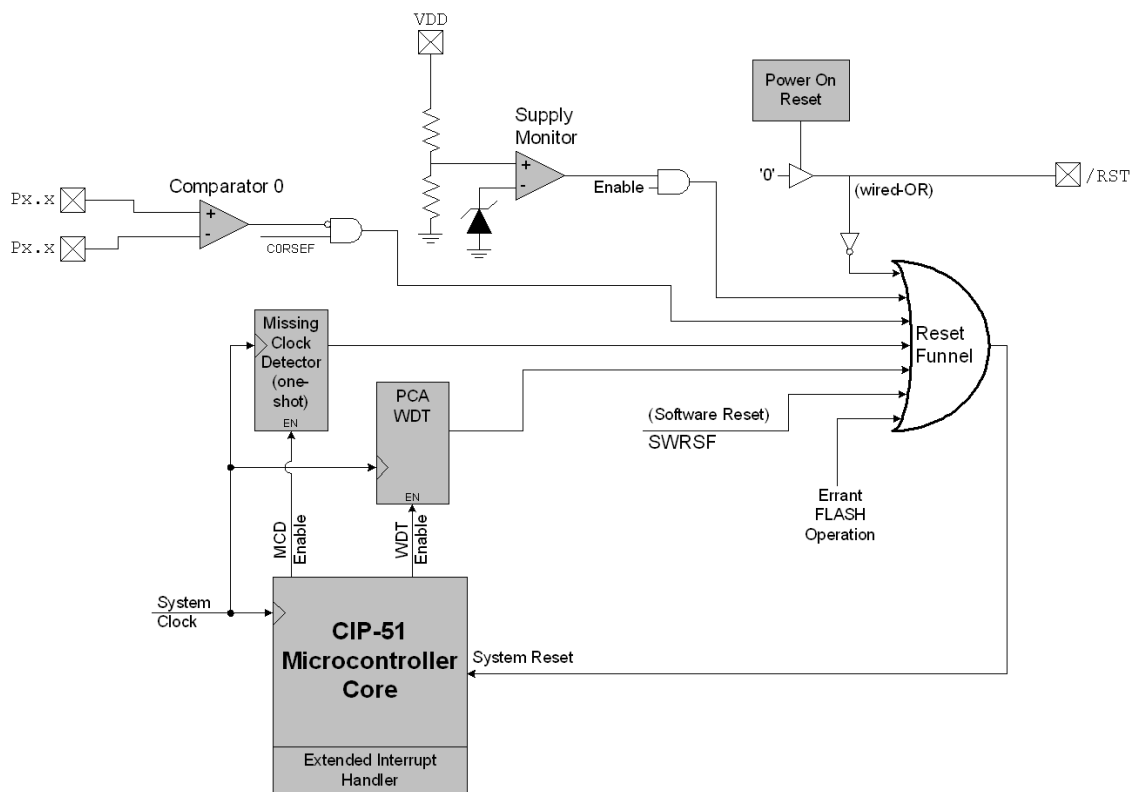 VDD
Power On
Reset
Supply
Monitor
+
-
Enable
'0'
(wired-OR)
/RST
Comparator 0
Px.x
Px.x
+
-
C0RSEF
Missing
Clock
Detector
(one-
shot)
EN
PCA
WDT
EN
Reset
Funnel
(Software Reset)
SWRSF
Errant
FLASH
Operation
MCD
Enable
WDT
Enable
System
Clock
CIP-51
Microcontroller
Core
System Reset
Extended Interrupt
Handler